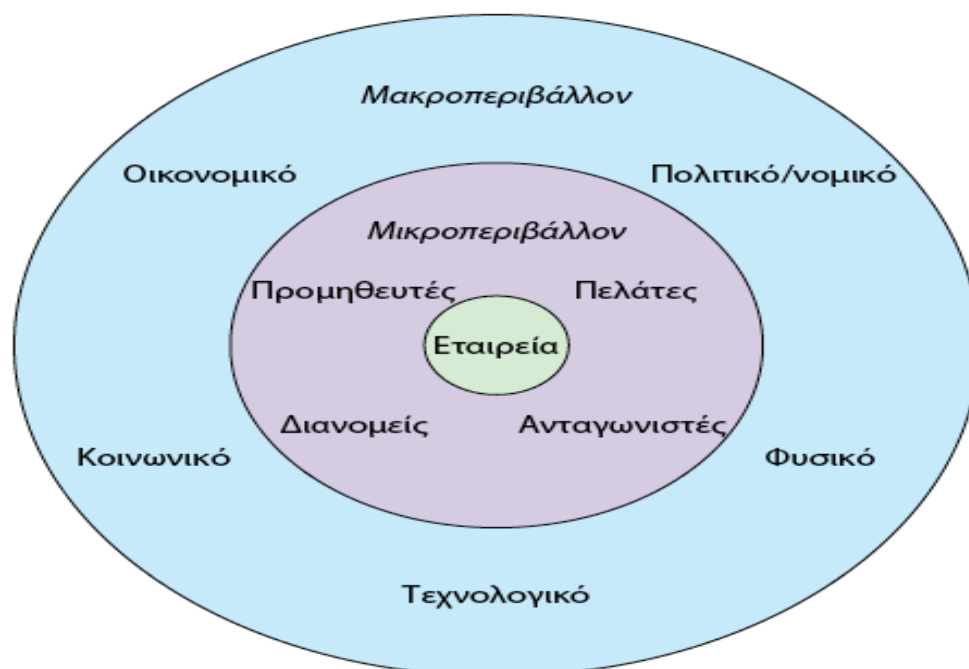 Μακροπεριβάλλον
Οικονομικό
Πολιτικό/νομικό
Μικροπεριβάλλον
Προμηθευτές
Πελάτες
Εταιρεία
Διανομείς
Ανταγωνιστές
Κοινωνικό
Φυσικό
Τεχνολογικό